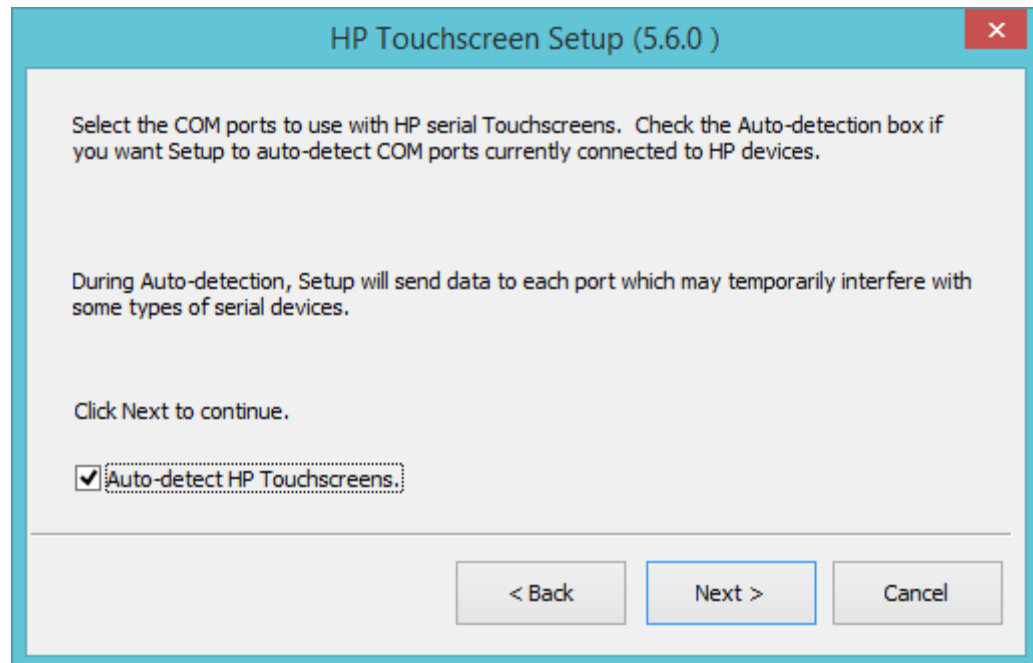 HP Touchscreen Setup (5.6.0 )
Select the COM ports to use with HP serial Touchscreens.  Check the Auto-detection box if
you want Setup to auto-detect COM ports currently connected to HP devices.
During Auto-detection, Setup will send data to each port which may temporarily interfere with
some types of serial devices.
Click Next to continue.
Auto-detect HP Touchscreens.
< Back
Next >
Cancel